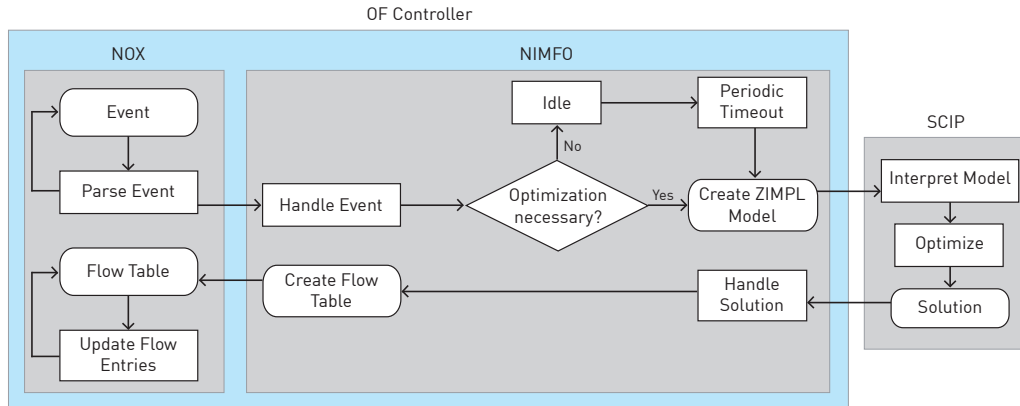 OF Controller
NOX
NIMFO
SCIP
Event
Parse Event
Handle Event
Idle
Periodic
Timeout
No
Optimization
necessary?
Yes
Create ZIMPL
Model
Interpret Model
Optimize
Solution
Handle
Solution
Create Flow
Table
Flow Table
Update Flow
Entries